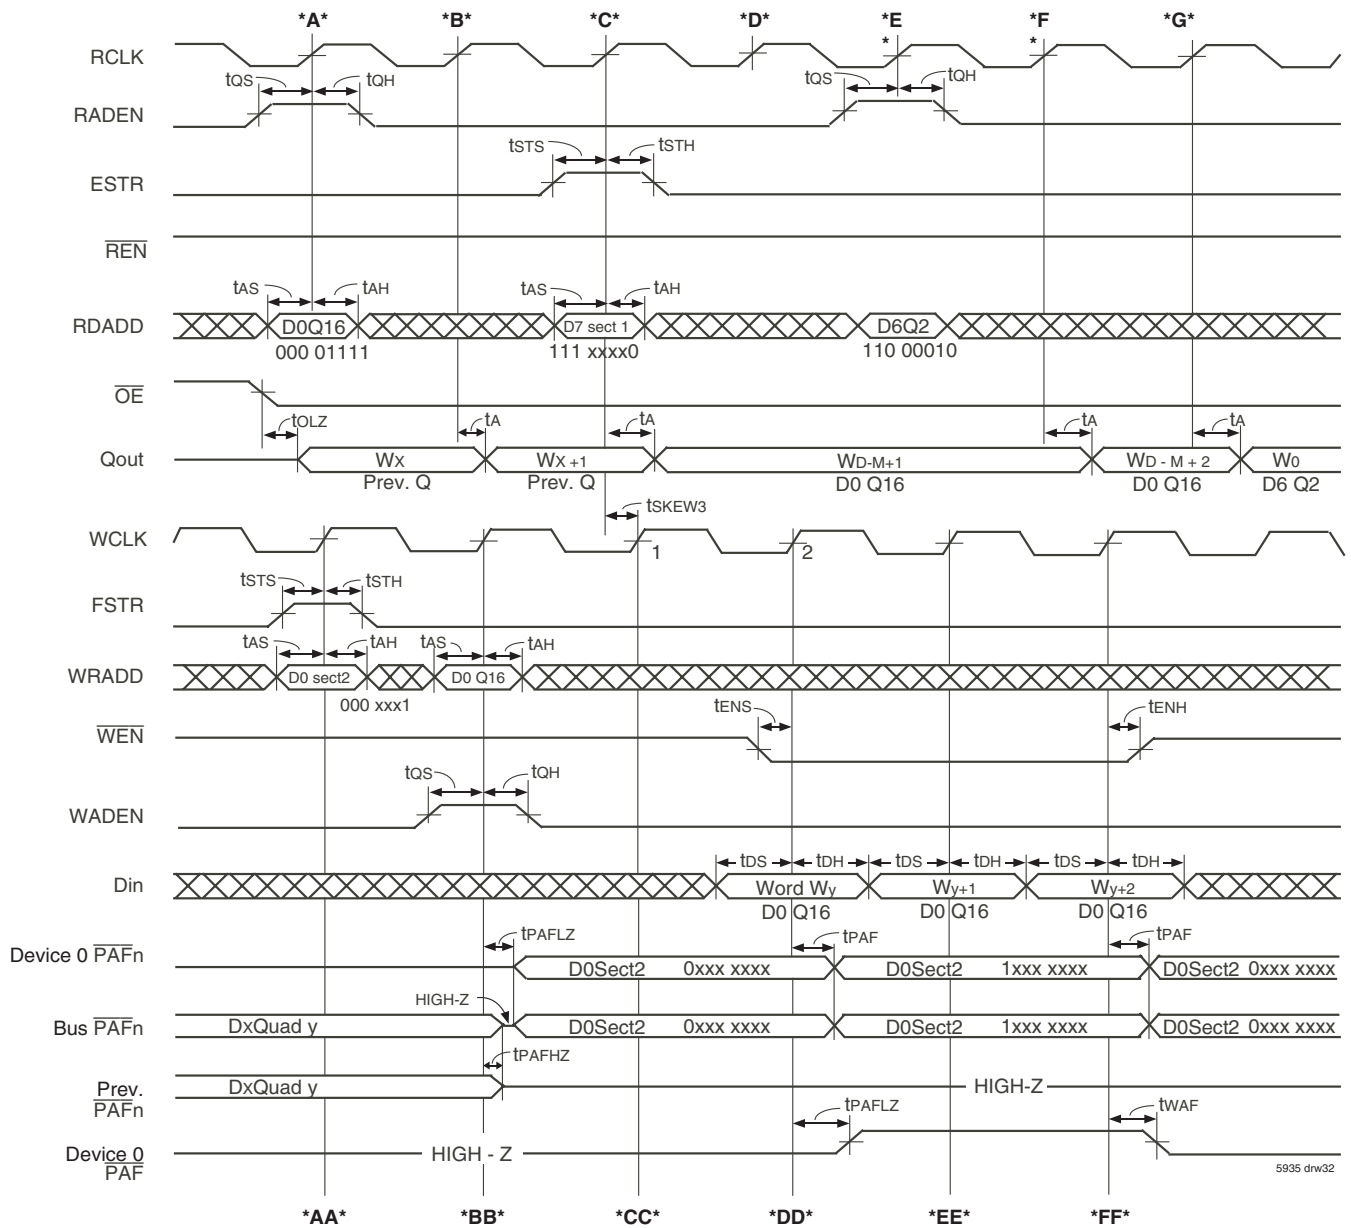 *A* *B* *C* *D* *E* *F* *G*
RCLK
tQS tQH tQS tQH
RADEN
tSTS tSTH
ESTR
REN
tAS tAH tAS tAH
RDADD D0Q16 D7 sect 1 D6Q2
000 01111 111 xxxx0 110 00010
OE
tOLZ tA tA tA tA
Qout WX WX +1 WD-M+1 WD - M + 2 W0
Prev. Q Prev. Q D0 Q16 D0 Q16 D6 Q2
tSKEW3
WCLK 1 2
tSTS tSTH
FSTR
tAS tAH tAS tAH
WRADD D0 sect2 D0 Q16
000 xxx1
tENS tENH
WEN
tQS tQH
WADEN
tDS tDH tDS tDH tDS tDH
Din Word Wy Wy+1 Wy+2
D0 Q16 D0 Q16 D0 Q16
tPAFLZ tPAF tPAF
Device 0 PAFn D0Sect2 0xxx xxxx D0Sect2 1xxx xxxx D0Sect2 0xxx xxxx
HIGH-Z
Bus PAFn DxQuad y D0Sect2 0xxx xxxx D0Sect2 1xxx xxxx D0Sect2 0xxx xxxx
tPAFHZ
Prev. DxQuad y HIGH-Z
PAFn
tPAFLZ tWAF
Device 0 HIGH - Z
PAF
5935 drw32
*AA* *BB* *CC* *DD* *EE* *FF*